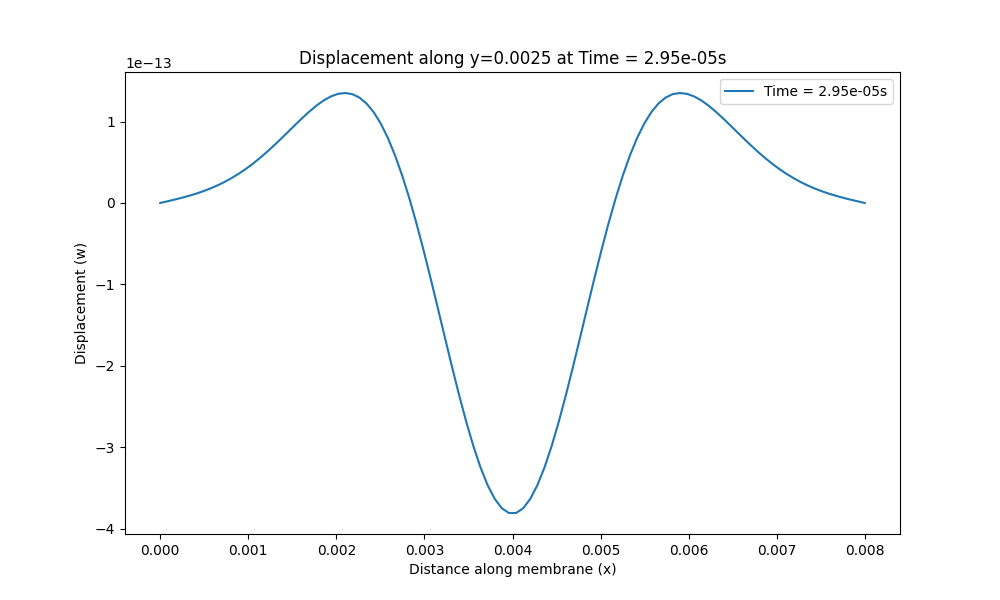 Displacement along y=0.0025 at Time = 2.95e-05s
1e−13
Time = 2.95e-05s
1
0
−1
−2
−3
−4
Displacement (w)
0.000 0.001 0.002 0.003 0.004 0.005 0.006 0.007 0.008
Distance along membrane (x)